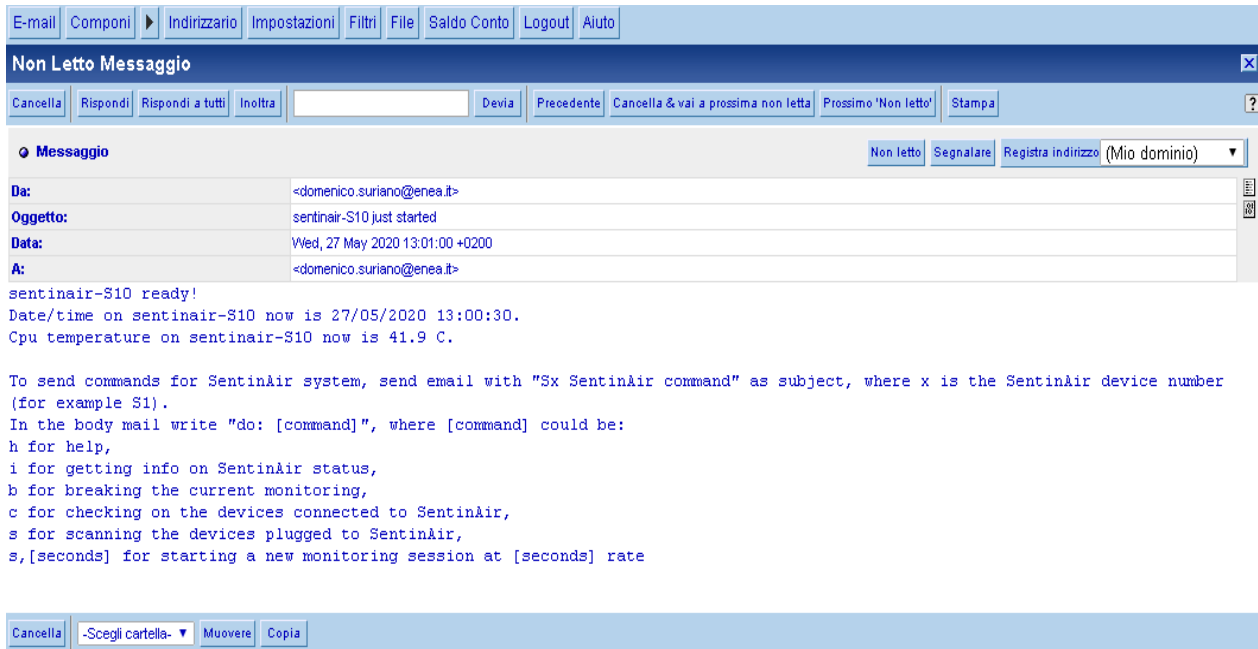 E-mail Componi Indirizzario Impostazioni Filtri File Saldo Conto Logout Aiuto
Non Letto Messaggio
Cancella Rispondi Rispondi a tutti Inoltra Devia Precedente Cancella & vai a prossima non letta Prossimo 'Non letto' Stampa ?
Messaggio Non letto Segnalare Registra indirizzo (Mio dominio)
Da: <domenico.suriano@enea.it>
Oggetto: sentinair-S10 just started
Data: Wed, 27 May 2020 13:01:00 +0200
A: <domenico.suriano@enea.it>
sentinair-S10 ready!
Date/time on sentinair-S10 now is 27/05/2020 13:00:30.
Cpu temperature on sentinair-S10 now is 41.9 C.
To send commands for SentinAir system, send email with "Sx SentinAir command" as subject, where x is the SentinAir device number
(for example S1).
In the body mail write "do: [command]", where [command] could be:
h for help,
i for getting info on SentinAir status,
b for breaking the current monitoring,
c for checking on the devices connected to SentinAir,
s for scanning the devices plugged to SentinAir,
s,[seconds] for starting a new monitoring session at [seconds] rate
Cancella -Scegli cartella- Muovere Copia